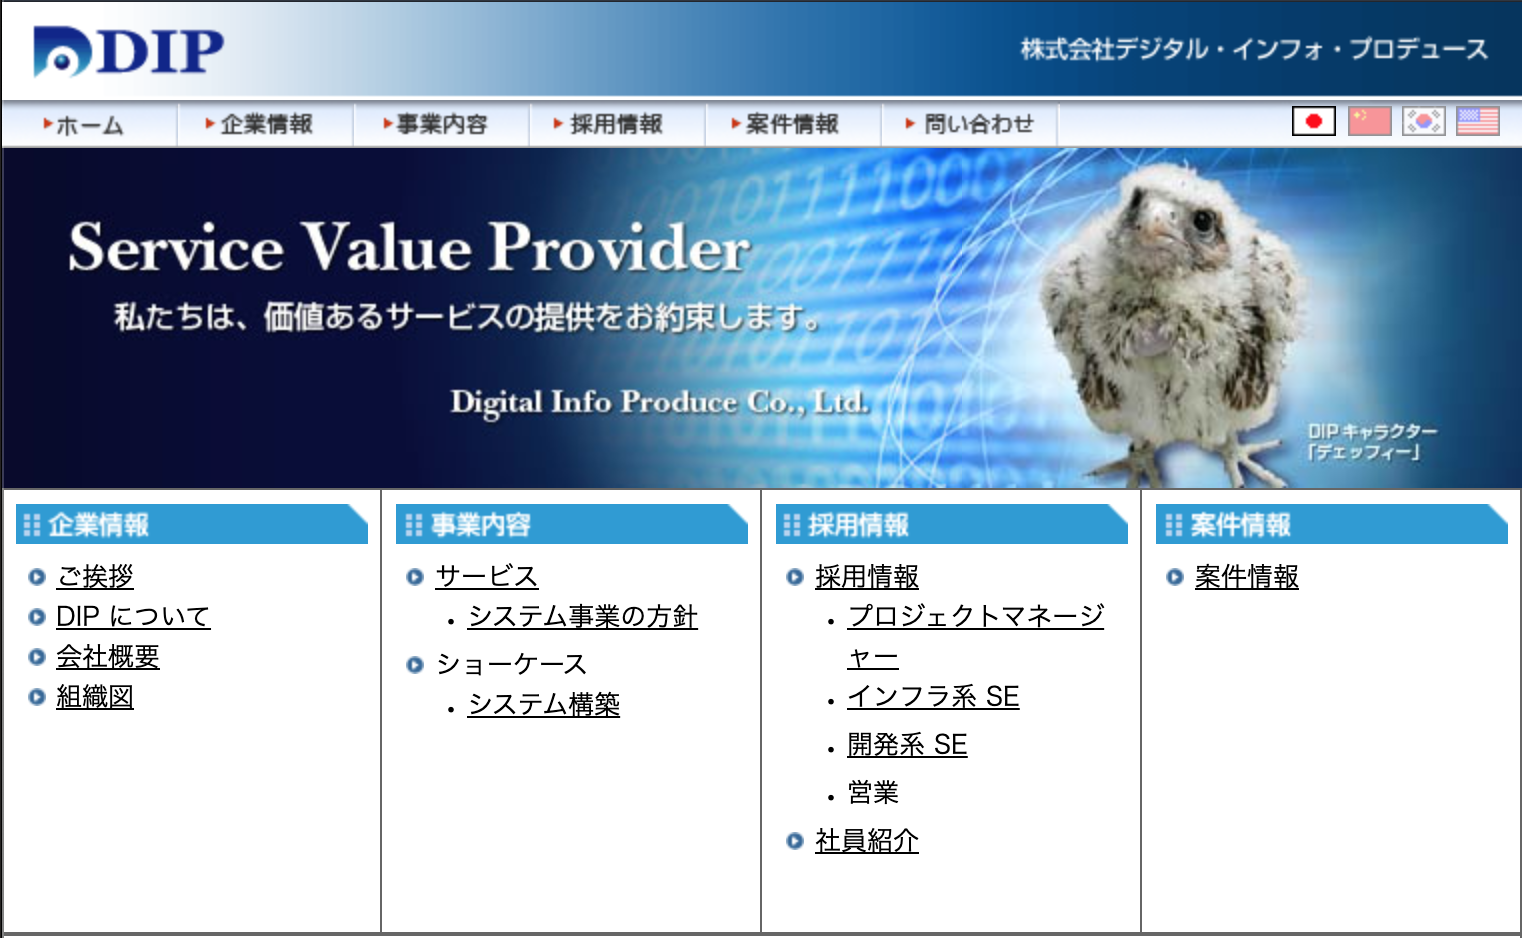 DIP
株式会社デジタル・インフォ・プロデュース
ホーム
企業情報
事業内容
採用情報
案件情報
問い合わせ
Service Value Provider
私たちは、価値あるサービスの提供をお約束します。
Digital Info Produce Co., Ltd.
DIPキャラクター
「デェッフィー」
企業情報
ご挨拶
DIP について
会社概要
組織図
事業内容
サービス
システム事業の方針
ショーケース
システム構築
採用情報
採用情報
プロジェクトマネージ
ャー
インフラ系 SE
開発系 SE
営業
社員紹介
案件情報
案件情報